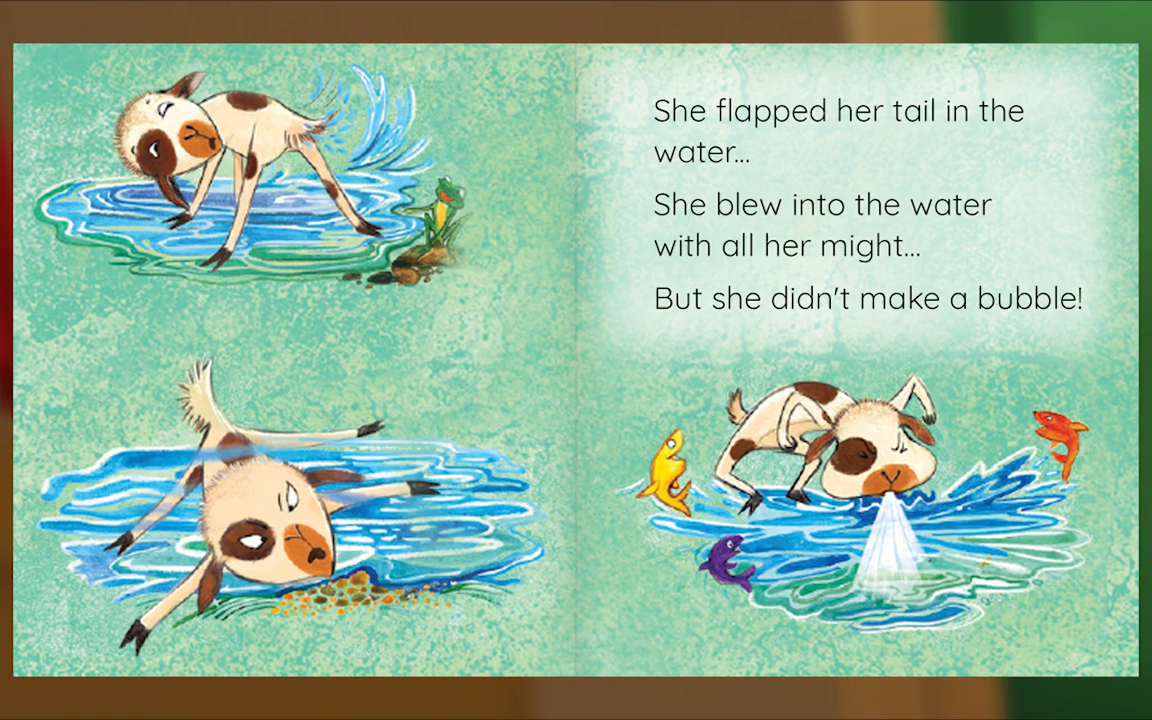 She flapped her tail in the
water...
She blew into the water
with all her might...
But she didn't make a bubble!